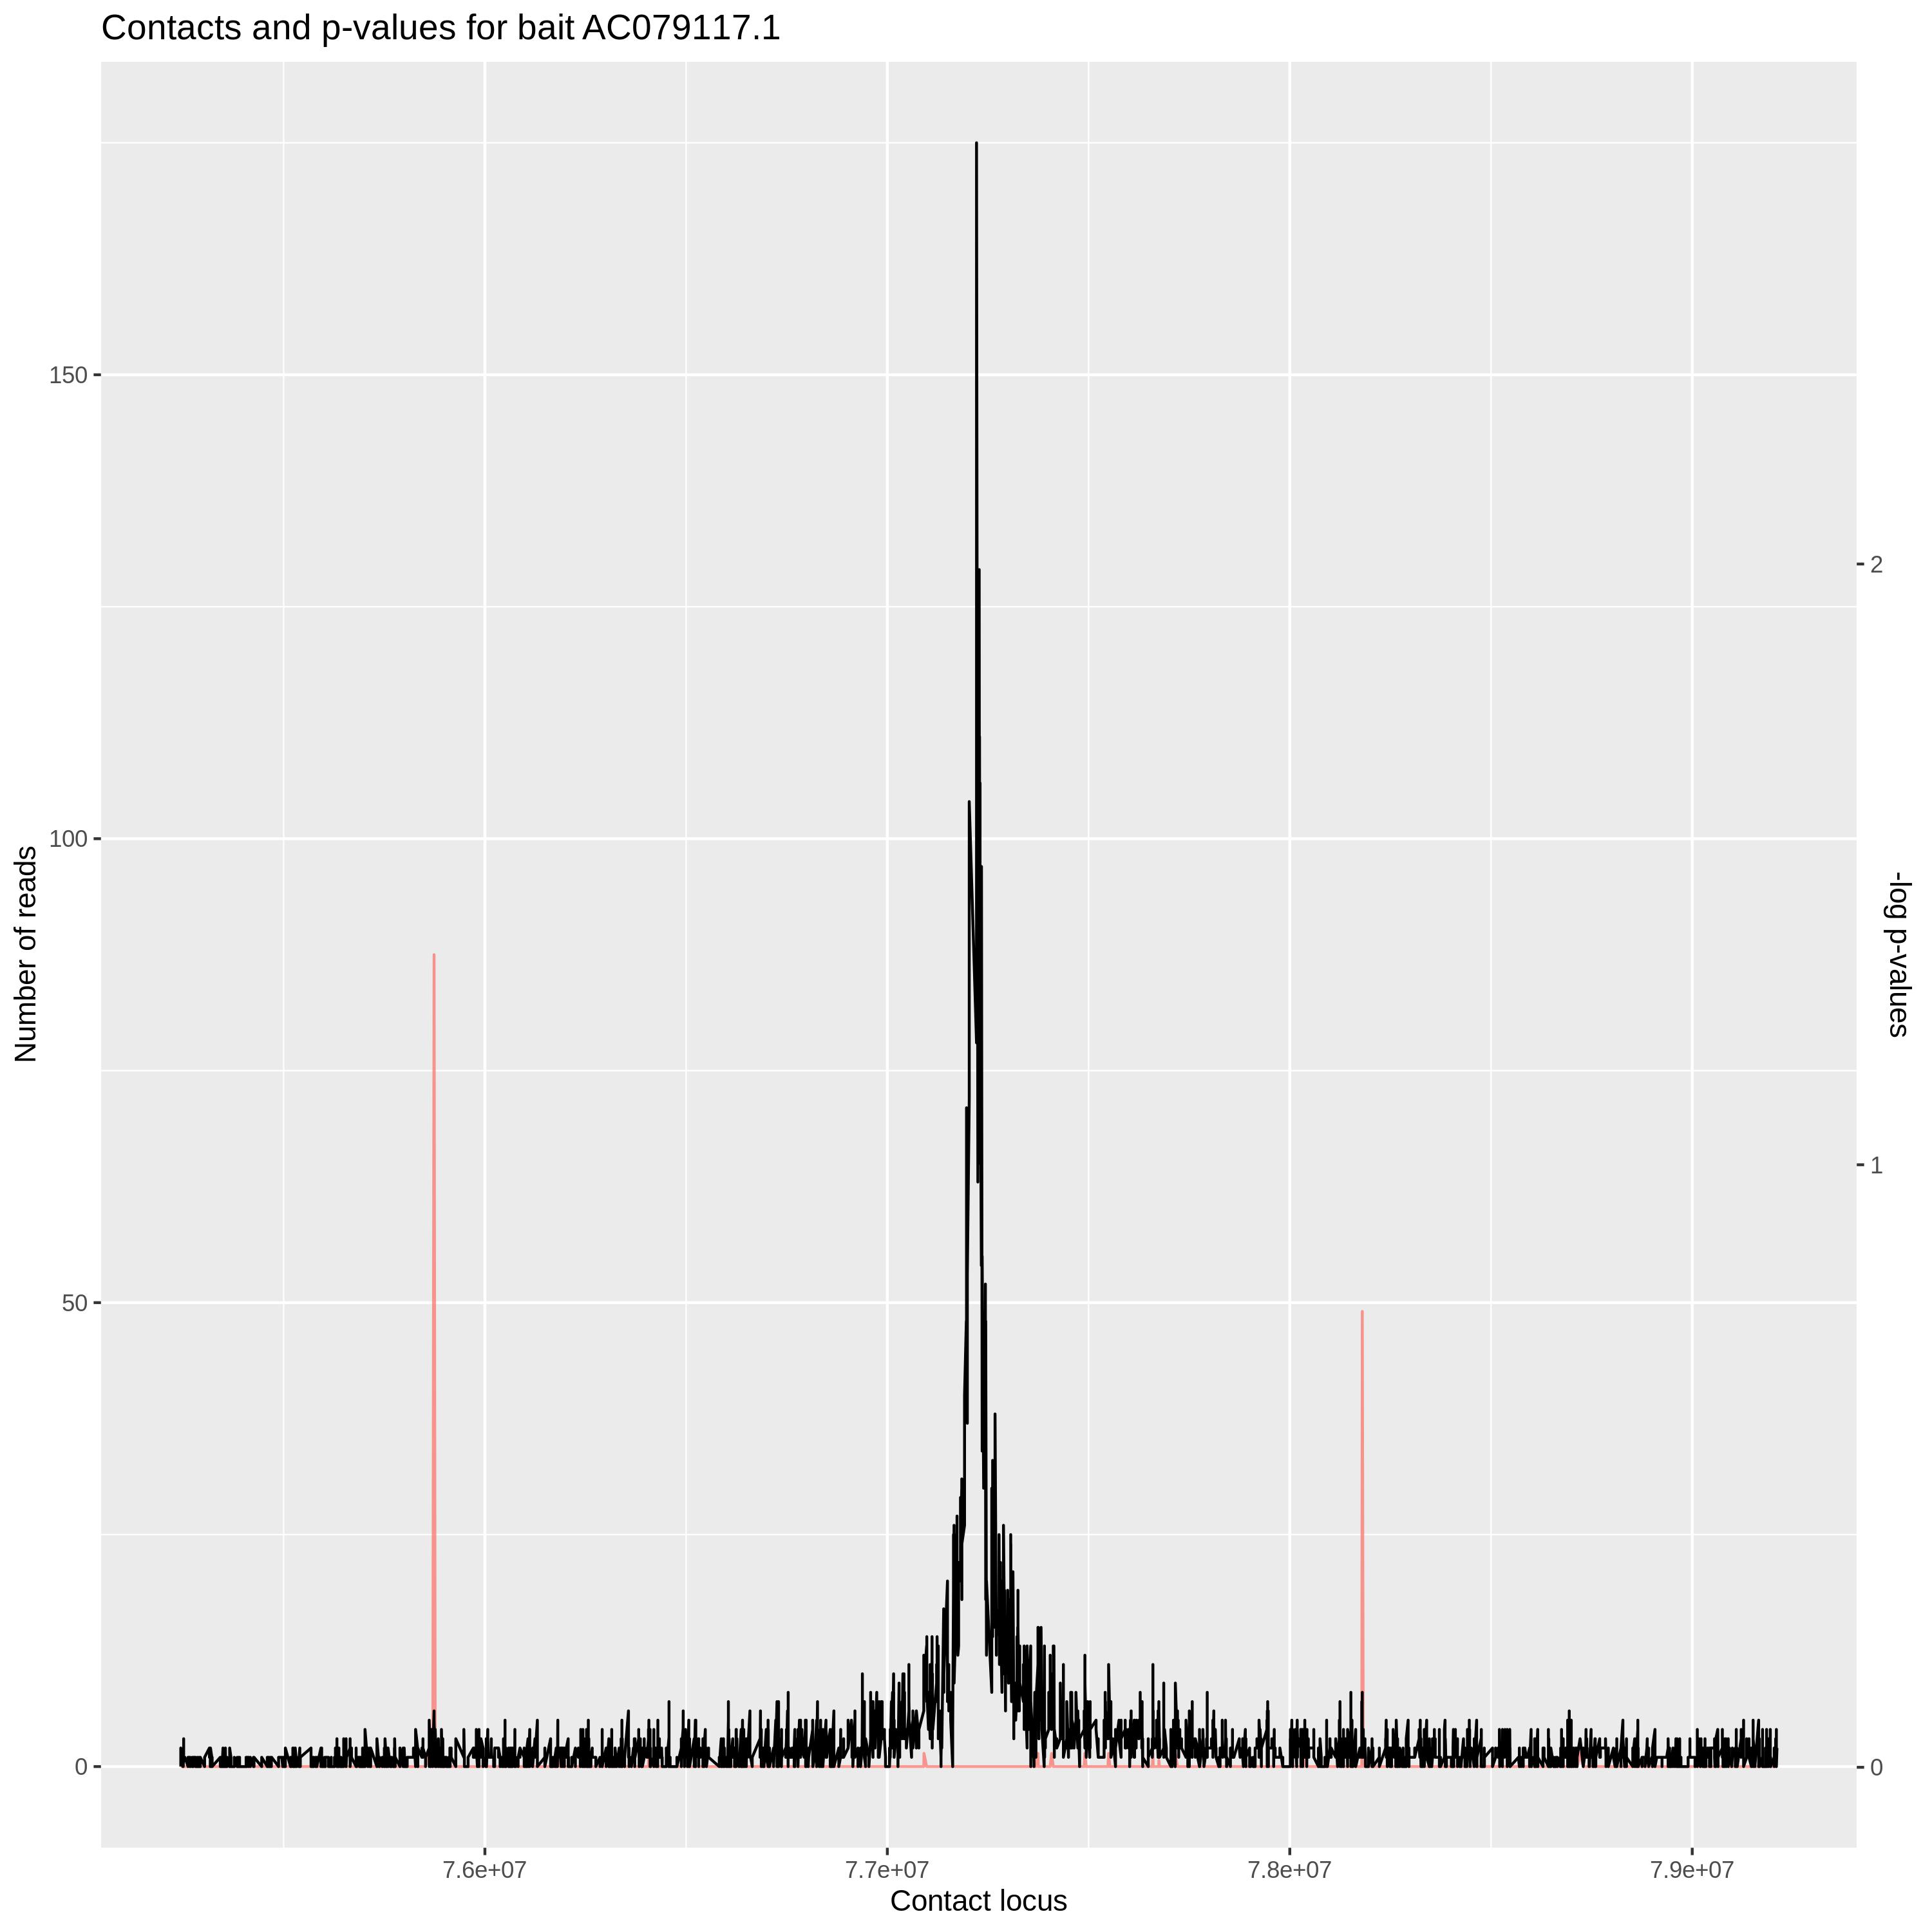 Contacts and p-values for bait AC079117.1
150
100
50
0
Number of reads
2
1
0
-log p-values
7.6e+07
7.7e+07
7.8e+07
7.9e+07
Contact locus